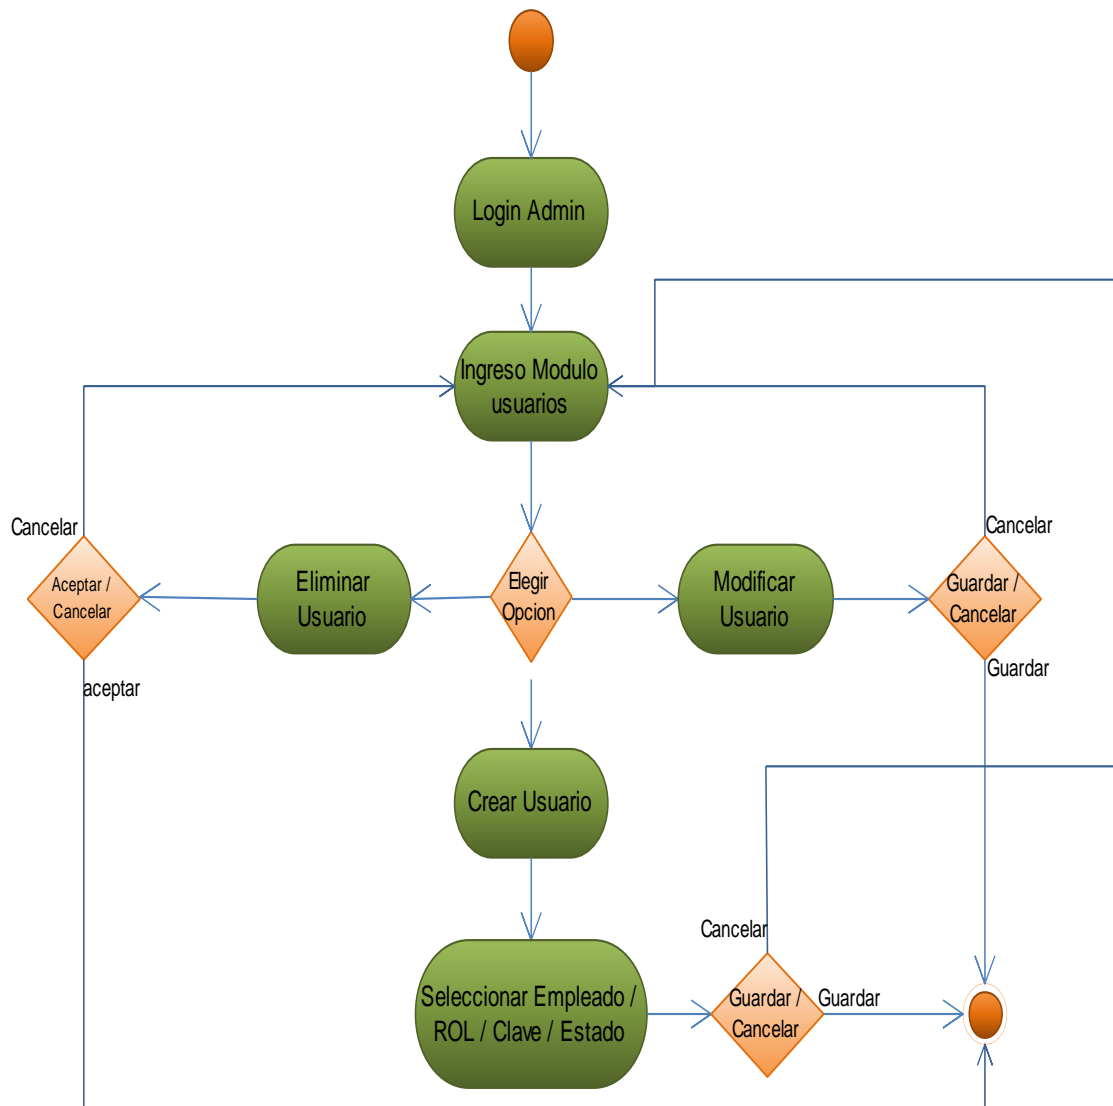 Login Admin
Ingreso Modulo
usuarios
Cancelar
Aceptar /
Cancelar
aceptar
Eliminar
Usuario
Elegir
Opcion
Modificar
Usuario
Cancelar
Guardar /
Cancelar
Guardar
Crear Usuario
Seleccionar Empleado /
ROL / Clave / Estado
Cancelar
Guardar /
Cancelar
Guardar